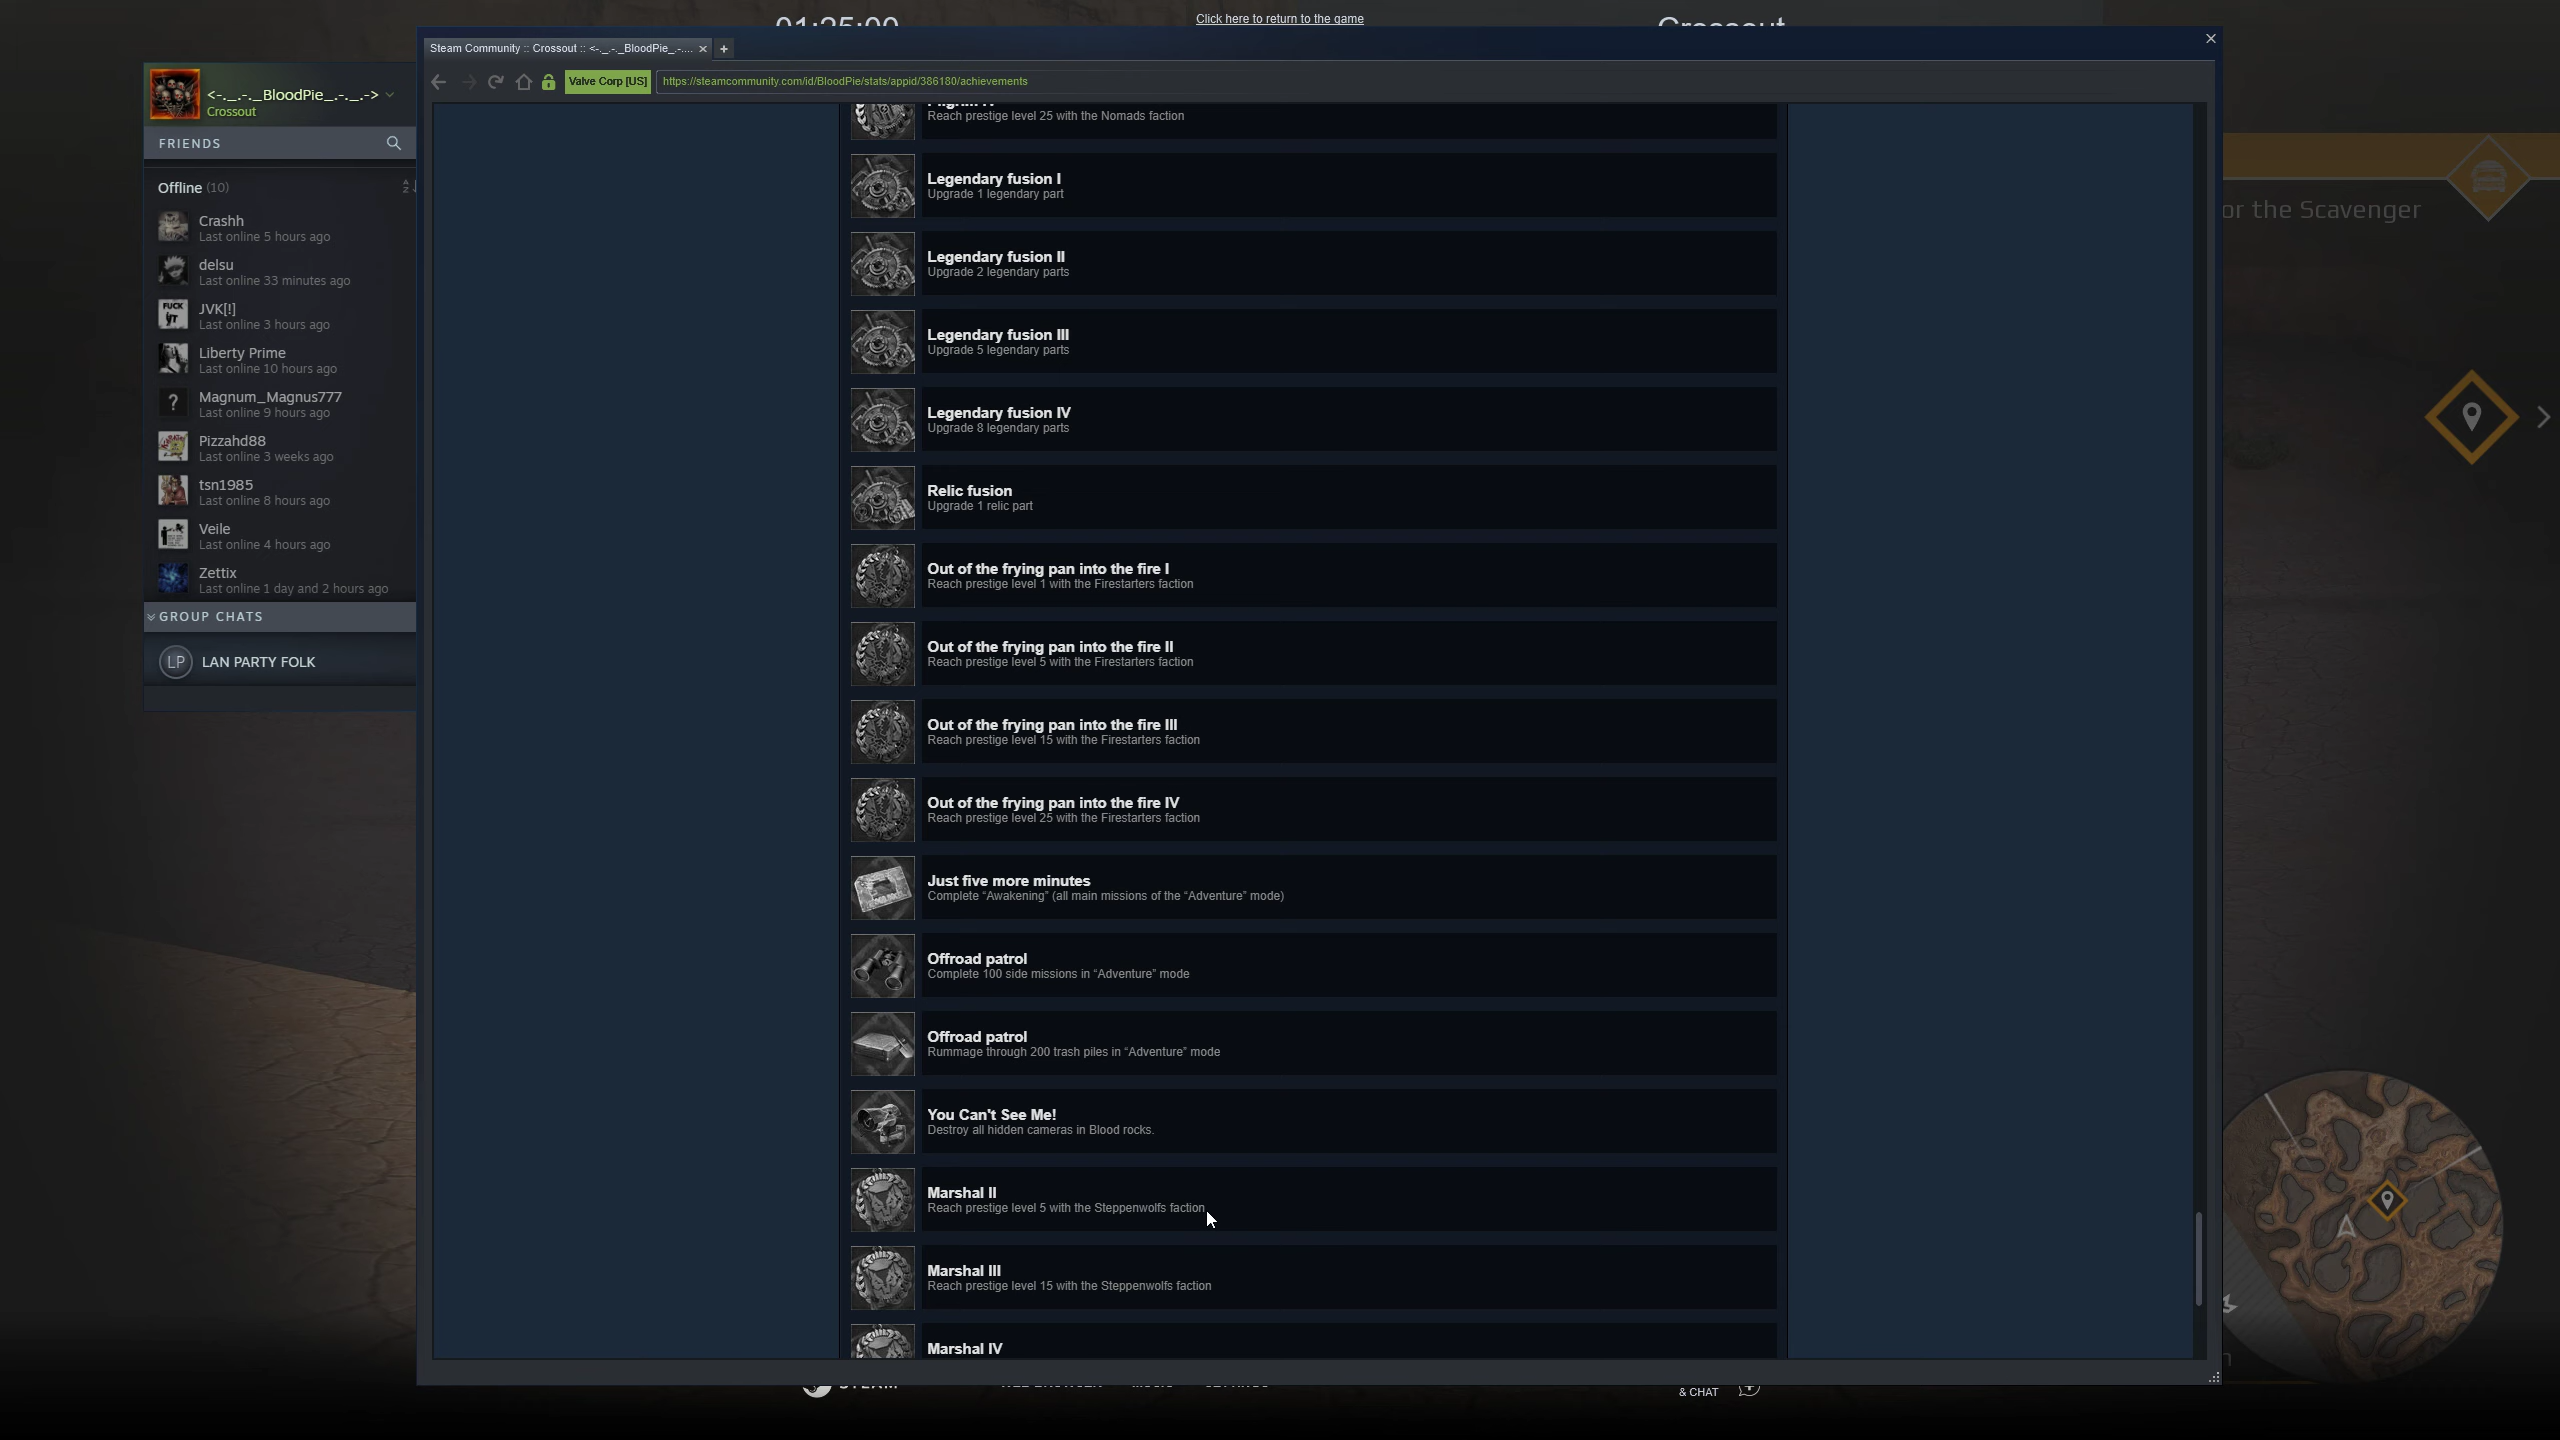 01:25:00
Click here to return to the game
Crossout
Steam Community :: Crossout :: <-._.-._BloodPie_.-....
Valve Corp [US]
https://steamcommunity.com/id/BloodPie/stats/appid/386180/achievements
<-._.-._BloodPie_.-._.->
Crossout
FRIENDS
Offline (10)
Crashh
Last online 5 hours ago
delsu
Last online 33 minutes ago
FUCK IT
JVK[!]
Last online 3 hours ago
Liberty Prime
Last online 10 hours ago
?
Magnum_Magnus777
Last online 9 hours ago
Pizzahd88
Last online 3 weeks ago
tsn1985
Last online 8 hours ago
Veile
Last online 4 hours ago
Zettix
Last online 1 day and 2 hours ago
GROUP CHATS
LP LAN PARTY FOLK
Reach prestige level 25 with the Nomads faction
Legendary fusion I
Upgrade 1 legendary part
Legendary fusion II
Upgrade 2 legendary parts
Legendary fusion III
Upgrade 5 legendary parts
Legendary fusion IV
Upgrade 8 legendary parts
Relic fusion
Upgrade 1 relic part
Out of the frying pan into the fire I
Reach prestige level 1 with the Firestarters faction
Out of the frying pan into the fire II
Reach prestige level 5 with the Firestarters faction
Out of the frying pan into the fire III
Reach prestige level 15 with the Firestarters faction
Out of the frying pan into the fire IV
Reach prestige level 25 with the Firestarters faction
Just five more minutes
Complete “Awakening” (all main missions of the “Adventure” mode)
Offroad patrol
Complete 100 side missions in “Adventure” mode
Offroad patrol
Rummage through 200 trash piles in “Adventure” mode
You Can't See Me!
Destroy all hidden cameras in Blood rocks.
Marshal II
Reach prestige level 5 with the Steppenwolfs faction
Marshal III
Reach prestige level 15 with the Steppenwolfs faction
Marshal IV
or the Scavenger
STEAM
& CHAT